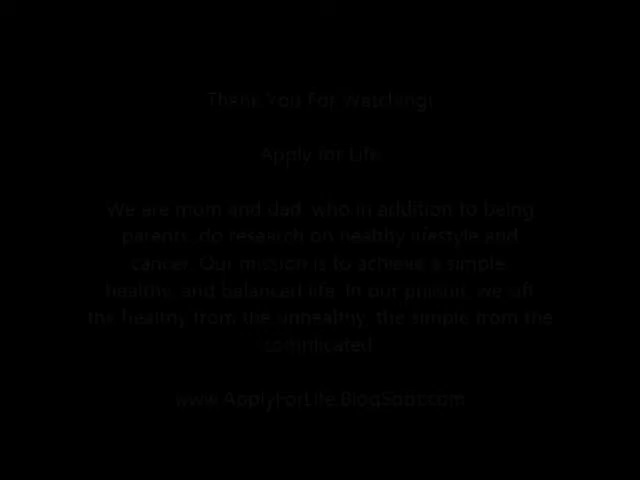 Thank You For Watching!
Apply for Life
We are mom and dad, who in addition to being
parents, do research on healthy lifestyle and
cancer. Our mission is to achieve a simple,
healthy, and balanced life. In our pursuit, we sift
the healthy from the unhealthy, the simple from the
complicated.
www.ApplyForLife.BlogSpot.com